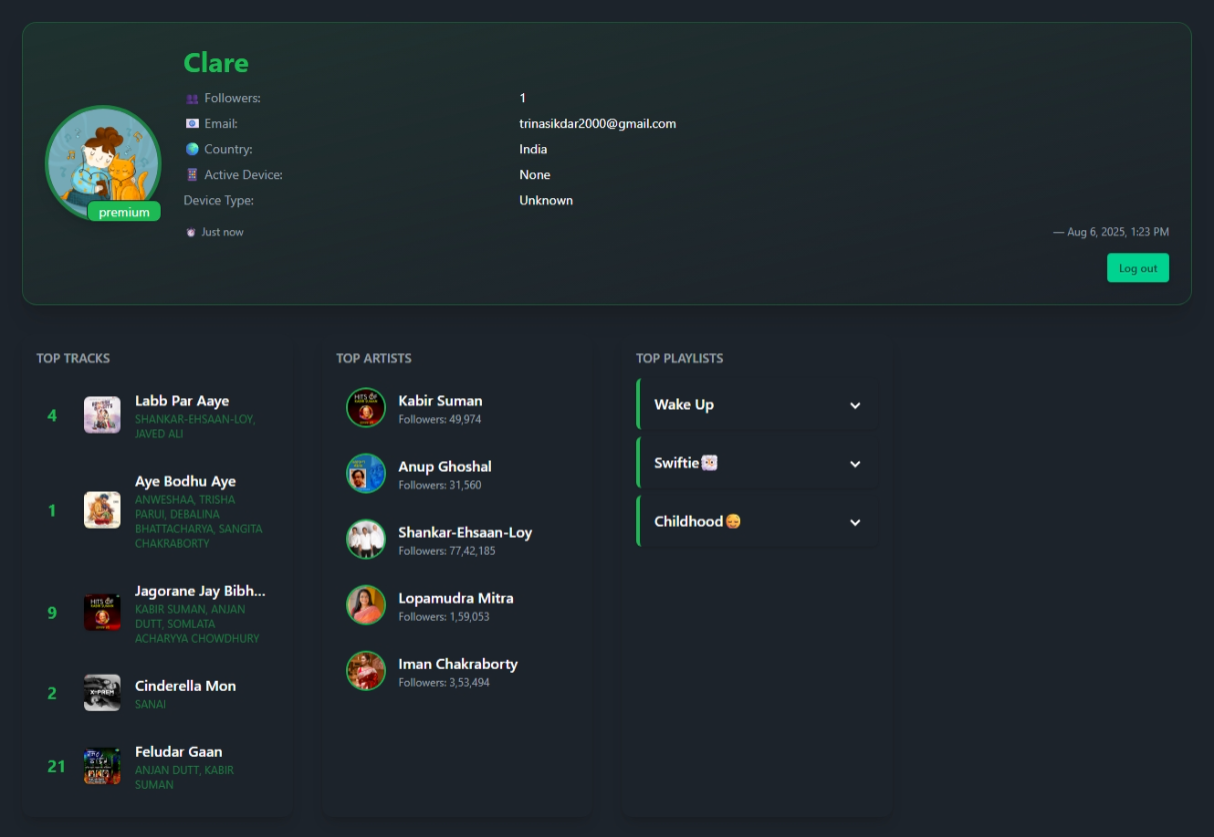 Clare
Followers: 1
Email: trinasikdar2000@gmail.com
Country: India
Active Device: None
Device Type: Unknown
premium
Just now — Aug 6, 2025, 1:23 PM
Log out
TOP TRACKS
4
Labb Par Aaye
SHANKAR-EHSAAN-LOY,
JAVED ALI
1
Aye Bodhu Aye
ANWESHAA, TRISHA
PARUI, DEBALINA
BHATTACHARYA, SANGITA
CHAKRABORTY
9
Jagorane Jay Bibh...
KABIR SUMAN, ANJAN
DUTT, SOMLATA
ACHARYYA CHOWDHURY
2
Cinderella Mon
SANAI
21
Feludar Gaan
ANJAN DUTT, KABIR
SUMAN
TOP ARTISTS
Kabir Suman
Followers: 49,974
Anup Ghoshal
Followers: 31,560
Shankar-Ehsaan-Loy
Followers: 77,42,185
Lopamudra Mitra
Followers: 1,59,053
Iman Chakraborty
Followers: 3,53,494
TOP PLAYLISTS
Wake Up
Swiftie
Childhood